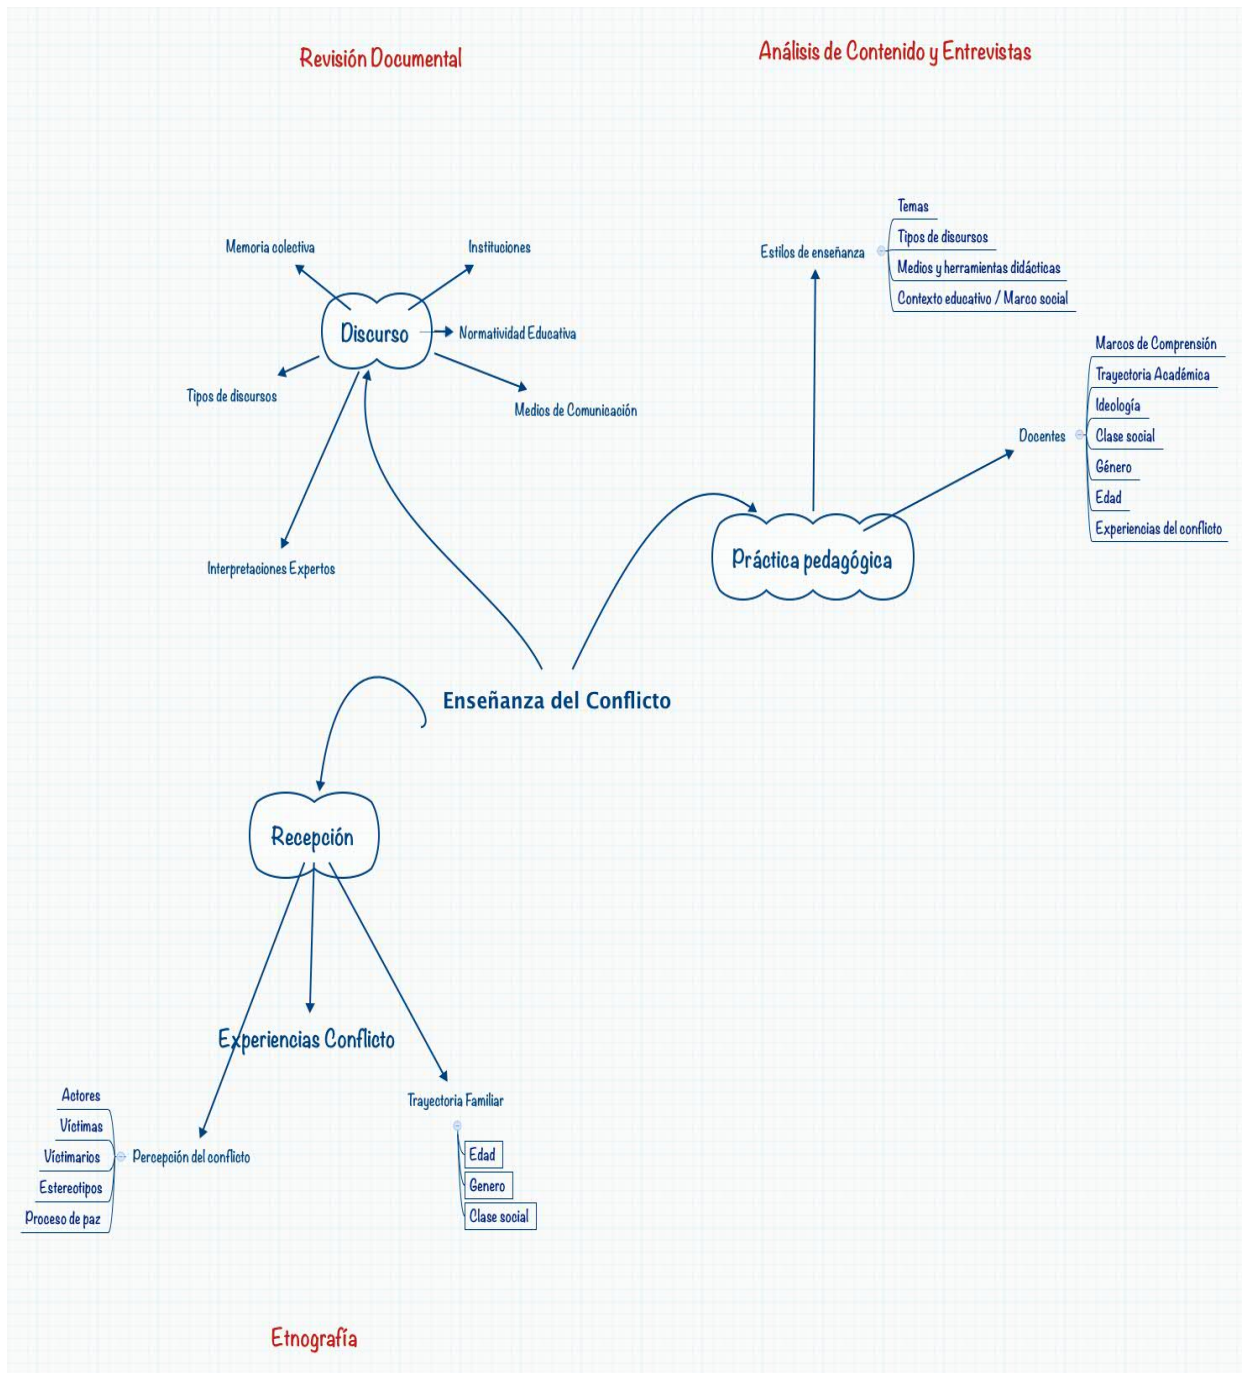 Revisión Documental
Análisis de Contenido y Entrevistas
Memoria colectiva
Instituciones
Discurso
Normatividad Educativa
Tipos de discursos
Medios de Comunicación
Interpretaciones Expertos
Estilos de enseñanza
Temas
Tipos de discursos
Medios y herramientas didácticas
Contexto educativo / Marco social
Docentes
Marcos de Comprensión
Trayectoria Académica
Ideología
Clase social
Género
Edad
Experiencias del conflicto
Práctica pedagógica
Enseñanza del Conflicto
Recepción
Experiencias Conflicto
Actores
Víctimas
Víctimarios
Estereotipos
Proceso de paz
Percepción del conflicto
Trayectoria Familiar
Edad
Genero
Clase social
Etnografía